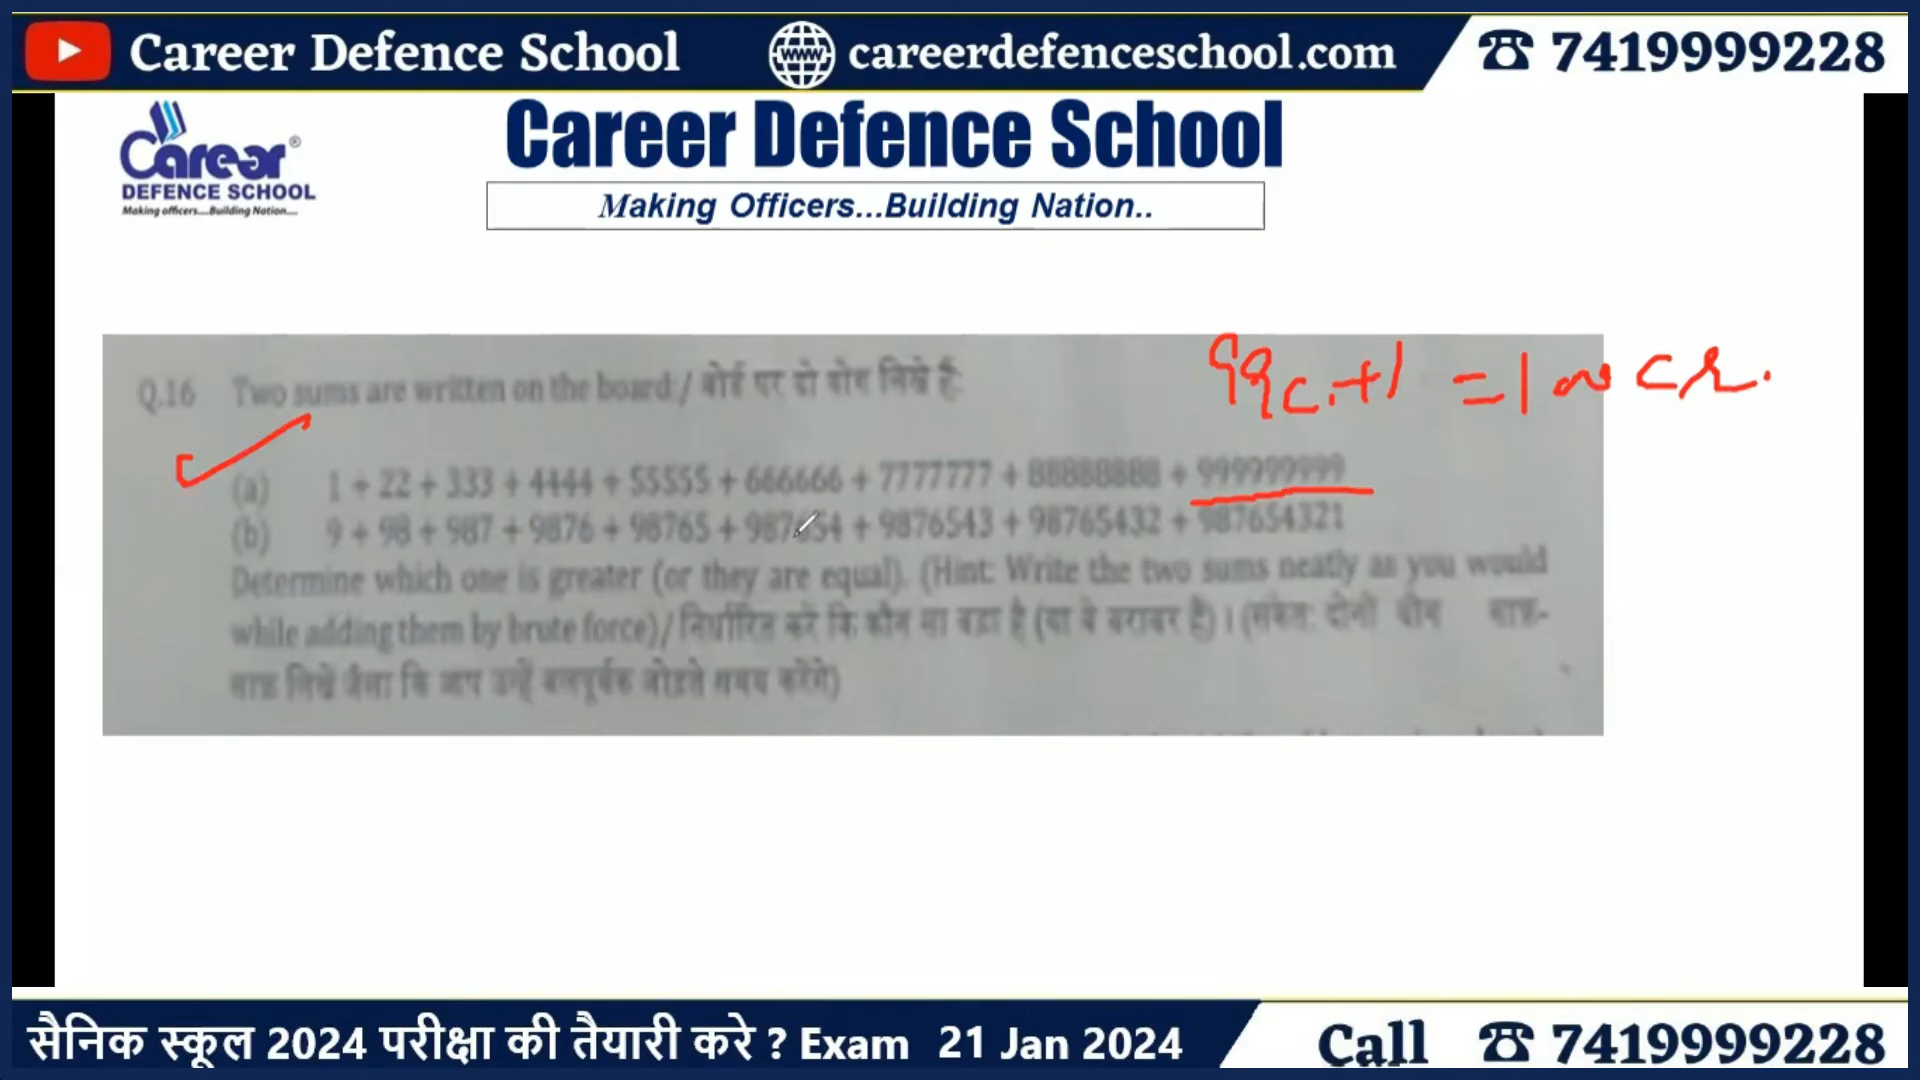 Career Defence School
careerdefenceschool.com
☎ 7419999228
Career®
DEFENCE SCHOOL
Making officers....Building Nation....
Career Defence School
Making Officers...Building Nation..
= 1
Q.16 Two sums are written on the board / बोर्ड पर दो योग लिखे हैं:
(a) 1 + 22 + 333 + 4444 + 55555 + 666666 + 7777777 + 88888888 + 999999999
(b) 9 + 98 + 987 + 9876 + 98765 + 987654 + 9876543 + 98765432 + 987654321
Determine which one is greater (or they are equal). (Hint: Write the two sums neatly as you would
while adding them by brute force)/ निर्धारित करें कि कौन सा बड़ा है (या वे बराबर हैं)। (संकेत: दोनों योग साफ़-
साफ़ लिखें जैसा कि आप उन्हें बलपूर्वक जोड़ते समय करेंगे)
सैनिक स्कूल 2024 परीक्षा की तैयारी करे ? Exam 21 Jan 2024
Call ☎ 7419999228